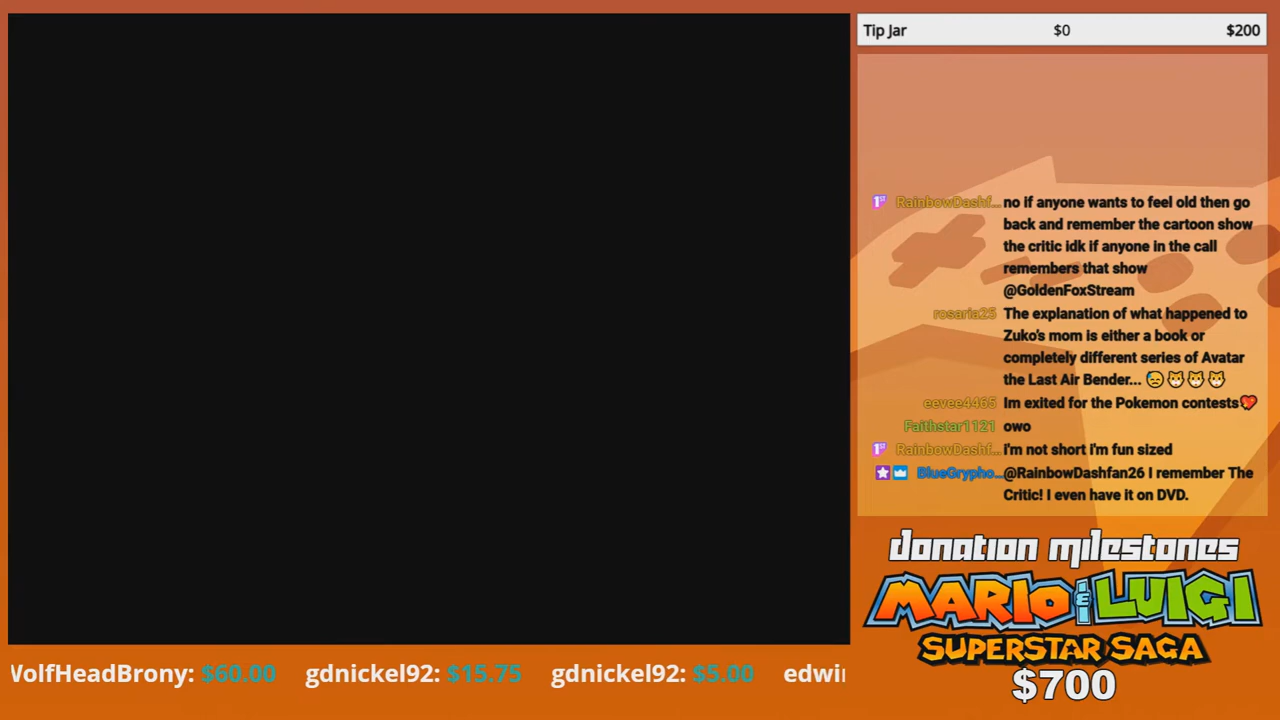 Tip Jar $0 $200
RainbowDashf... no if anyone wants to feel old then go
back and remember the cartoon show
the critic idk if anyone in the call
remembers that show
@GoldenFoxStream
rosaria25 The explanation of what happened to
Zuko's mom is either a book or
completely different series of Avatar
the Last Air Bender... 😓🐱🐱🐱
eevee4465 Im exited for the Pokemon contests💖
Faithstar1121 owo
RainbowDashf... i'm not short I'm fun sized
BlueGrypho... @RainbowDashfan26 I remember The
Critic! I even have it on DVD.
DONATION MILESTONES
MARIO & LUIGI
SUPERSTAR SAGA
$700
VolfHeadBrony: $60.00 gdnickel92: $15.75 gdnickel92: $5.00 edwin